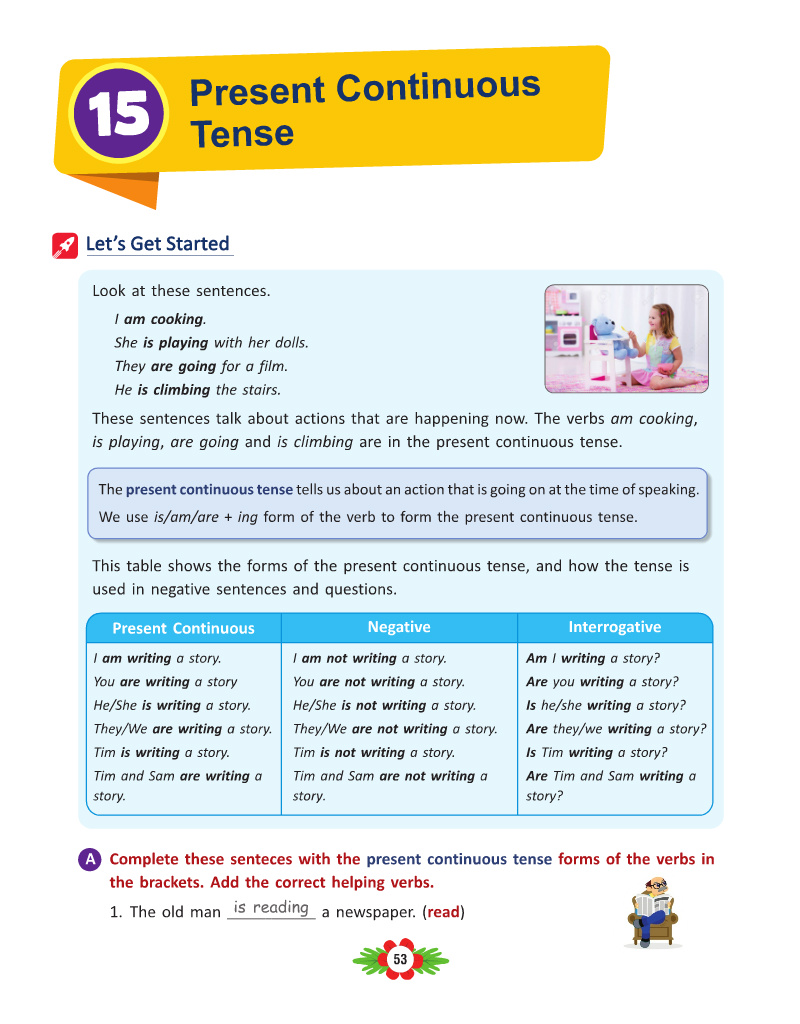 15
Present Continuous
Tense
Let's Get Started
Look at these sentences.
I am cooking.
She is playing with her dolls.
They are going for a film.
He is climbing the stairs.
These sentences talk about actions that are happening now. The verbs am cooking,
is playing, are going and is climbing are in the present continuous tense.
The present continuous tense tells us about an action that is going on at the time of speaking.
We use is/am/are + ing form of the verb to form the present continuous tense.
This table shows the forms of the present continuous tense, and how the tense is
used in negative sentences and questions.
Present Continuous Negative Interrogative
I am writing a story. I am not writing a story. Am I writing a story?
You are writing a story You are not writing a story. Are you writing a story?
He/She is writing a story. He/She is not writing a story. Is he/she writing a story?
They/We are writing a story. They/We are not writing a story. Are they/we writing a story?
Tim is writing a story. Tim is not writing a story. Is Tim writing a story?
Tim and Sam are writing a Tim and Sam are not writing a Are Tim and Sam writing a
story. story. story?
A Complete these senteces with the present continuous tense forms of the verbs in
the brackets. Add the correct helping verbs.
1. The old man is reading a newspaper. (read)
53